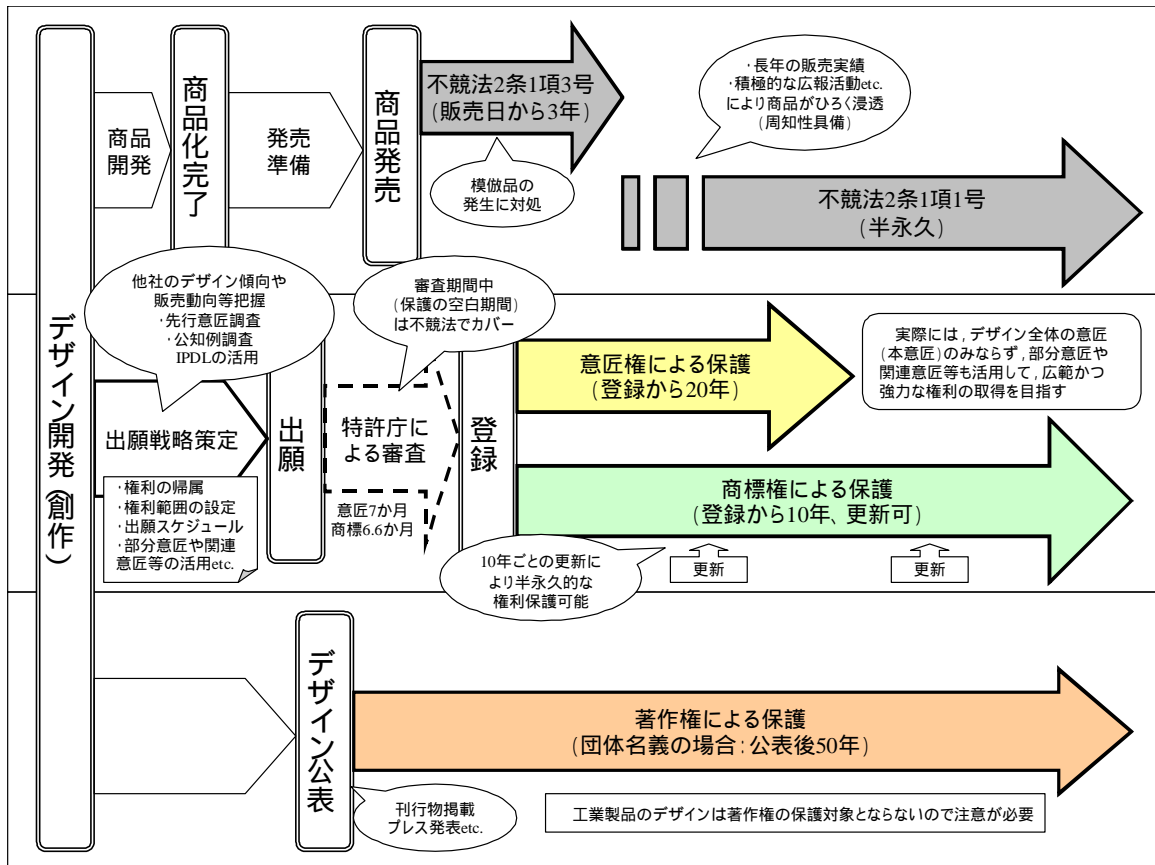 デザイン開発（創作）
商品
開発
商品化完了
発売
準備
商品発売
不競法2条1項3号
(販売日から3年)
模倣品の
発生に対処
･長年の販売実績
･積極的な広報活動etc.
により商品がひろく浸透
(周知性具備)
不競法2条1項1号
(半永久)
他社のデザイン傾向や
販売動向等把握
･先行意匠調査
･公知例調査
IPDLの活用
出願戦略策定
･権利の帰属
･権利範囲の設定
･出願スケジュール
･部分意匠や関連
意匠等の活用etc.
出願
審査期間中
(保護の空白期間)
は不競法でカバー
特許庁に
よる審査
意匠7か月
商標6.6か月
登録
意匠権による保護
(登録から20年)
実際には,デザイン全体の意匠
(本意匠)のみならず,部分意匠や
関連意匠等も活用して,広範かつ
強力な権利の取得を目指す
商標権による保護
(登録から10年、更新可)
10年ごとの更新に
より半永久的な
権利保護可能
更新
更新
デザイン公表
著作権による保護
(団体名義の場合:公表後50年)
刊行物掲載
プレス発表etc.
工業製品のデザインは著作権の保護対象とならないので注意が必要